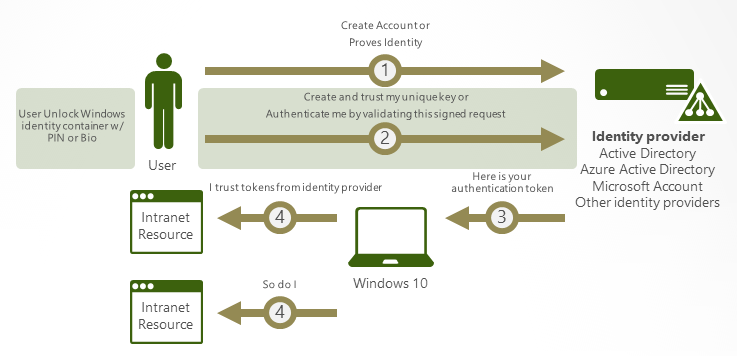 Create Account or
Proves Identity
1
User Unlock Windows
identity container w/
PIN or Bio
User
Create and trust my unique key or
Authenticate me by validating this signed request
2
Identity provider
Active Directory
Azure Active Directory
Microsoft Account
Other identity providers
Here is your
authentication token
3
I trust tokens from identity provider
4
Intranet
Resource
Windows 10
So do I
4
Intranet
Resource